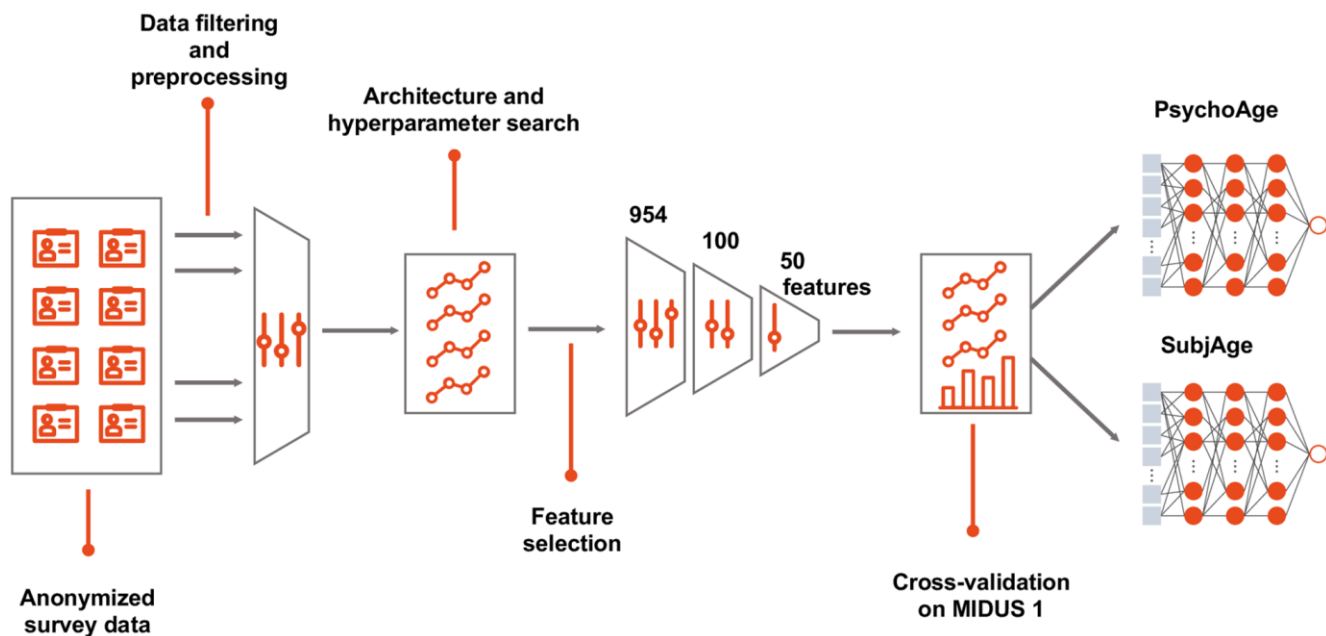 Data filtering
and
preprocessing
Architecture and
hyperparameter search
PsychoAge
954
100
50
features
SubjAge
Feature
selection
Cross-validation
on MIDUS 1
Anonymized
survey data